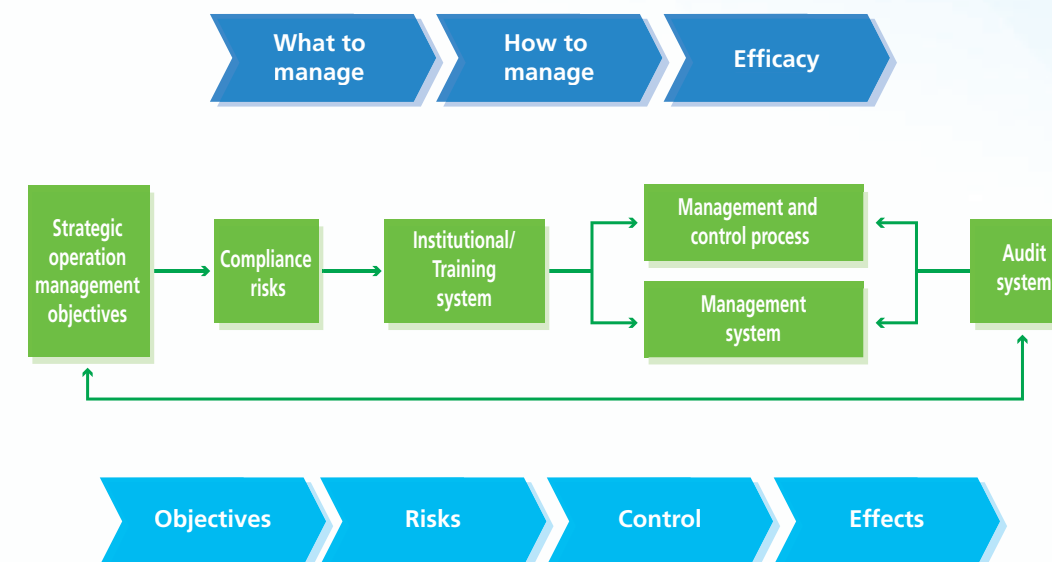 What to
manage
How to
manage
Efficacy
Strategic
operation
management
objectives
Compliance
risks
Institutional/
Training
system
Management and
control process
Management
system
Audit
system
Objectives
Risks
Control
Effects